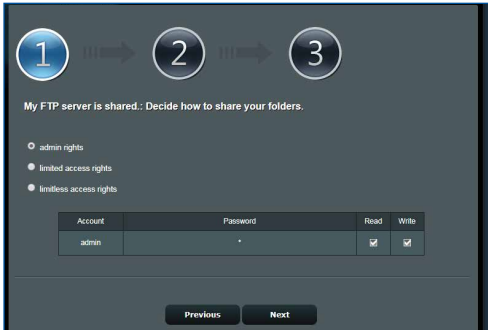 1 2 3
My FTP server is shared.: Decide how to share your folders.
admin rights
limited access rights
limitless access rights
Account Password Read Write
admin *
Previous Next